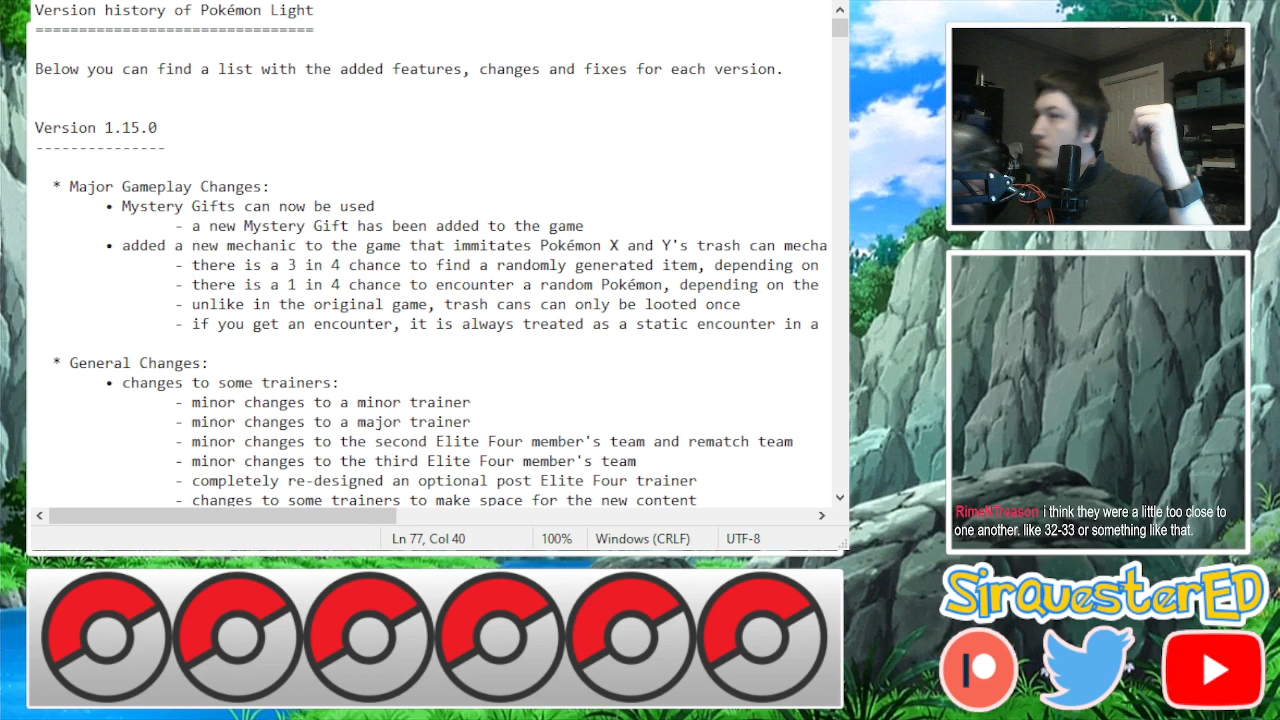 Version history of Pokémon Light
================================
Below you can find a list with the added features, changes and fixes for each version.
Version 1.15.0
---------------
* Major Gameplay Changes:
• Mystery Gifts can now be used
- a new Mystery Gift has been added to the game
• added a new mechanic to the game that immitates Pokémon X and Y's trash can mecha
- there is a 3 in 4 chance to find a randomly generated item, depending on
- there is a 1 in 4 chance to encounter a random Pokémon, depending on the
- unlike in the original game, trash cans can only be looted once
- if you get an encounter, it is always treated as a static encounter in a
* General Changes:
• changes to some trainers:
- minor changes to a minor trainer
- minor changes to a major trainer
- minor changes to the second Elite Four member's team and rematch team
- minor changes to the third Elite Four member's team
- completely re-designed an optional post Elite Four trainer
- changes to some trainers to make space for the new content
Ln 77, Col 40
100%
Windows (CRLF)
UTF-8
i think they were a little too close to
one another. like 32-33 or something like that.
SirquesterED